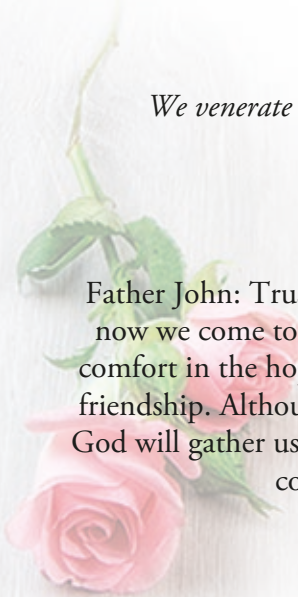 We venerate
Father John: Tru
now we come to
comfort in the ho
friendship. Althou
God will gather us
co